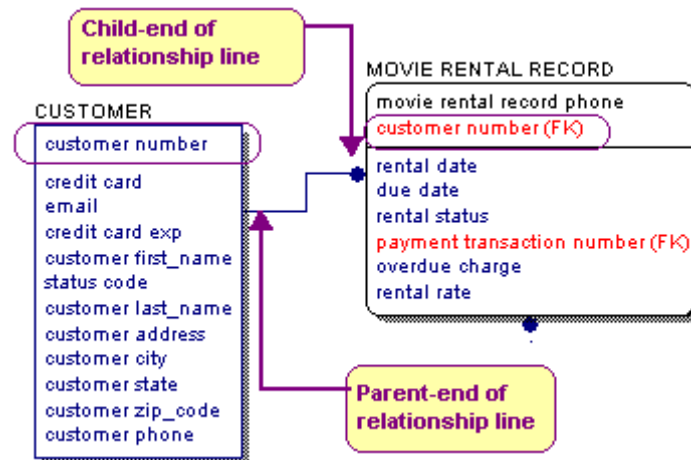 Child-end of
relationship line
MOVIE RENTAL RECORD
movie rental record phone
customer number (FK)
rental date
due date
rental status
payment transaction number (FK)
overdue charge
rental rate
CUSTOMER
customer number
credit card
email
credit card exp
customer first_name
status code
customer last_name
customer address
customer city
customer state
customer zip_code
customer phone
Parent-end of
relationship line